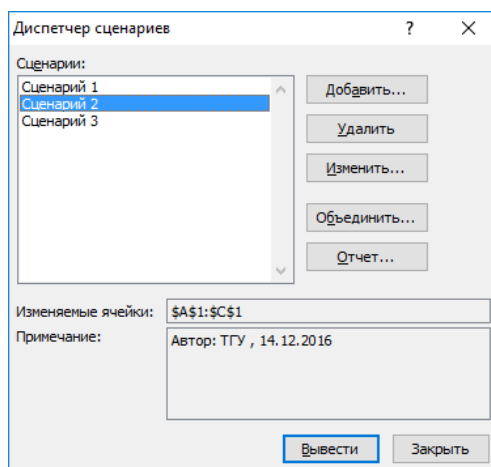 Диспетчер сценариев ? ×
Сценарии:
Сценарий 1
Сценарий 2
Сценарий 3
Добавить...
Удалить
Изменить...
Объединить...
Отчет...
Изменяемые ячейки: $A$1:$C$1
Примечание: Автор: ТГУ , 14.12.2016
Вывести Закрыть